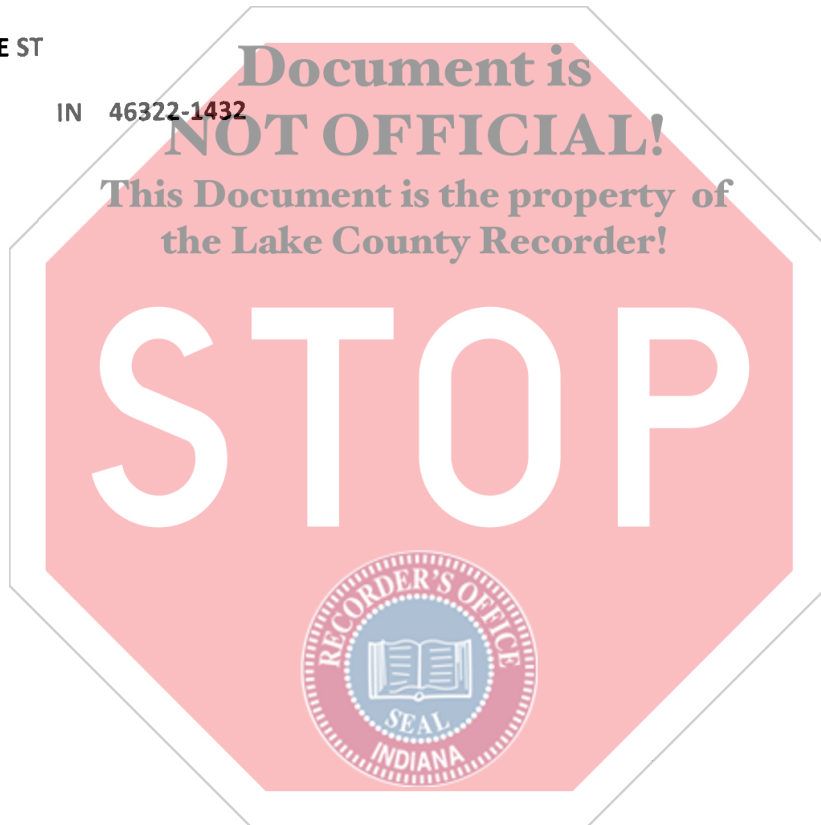 E ST
IN 46322-1432
Document is
NOT OFFICIAL!
This Document is the property of
the Lake County Recorder!
STOP
RECORDER'S OFFICE
SEAL
INDIANA